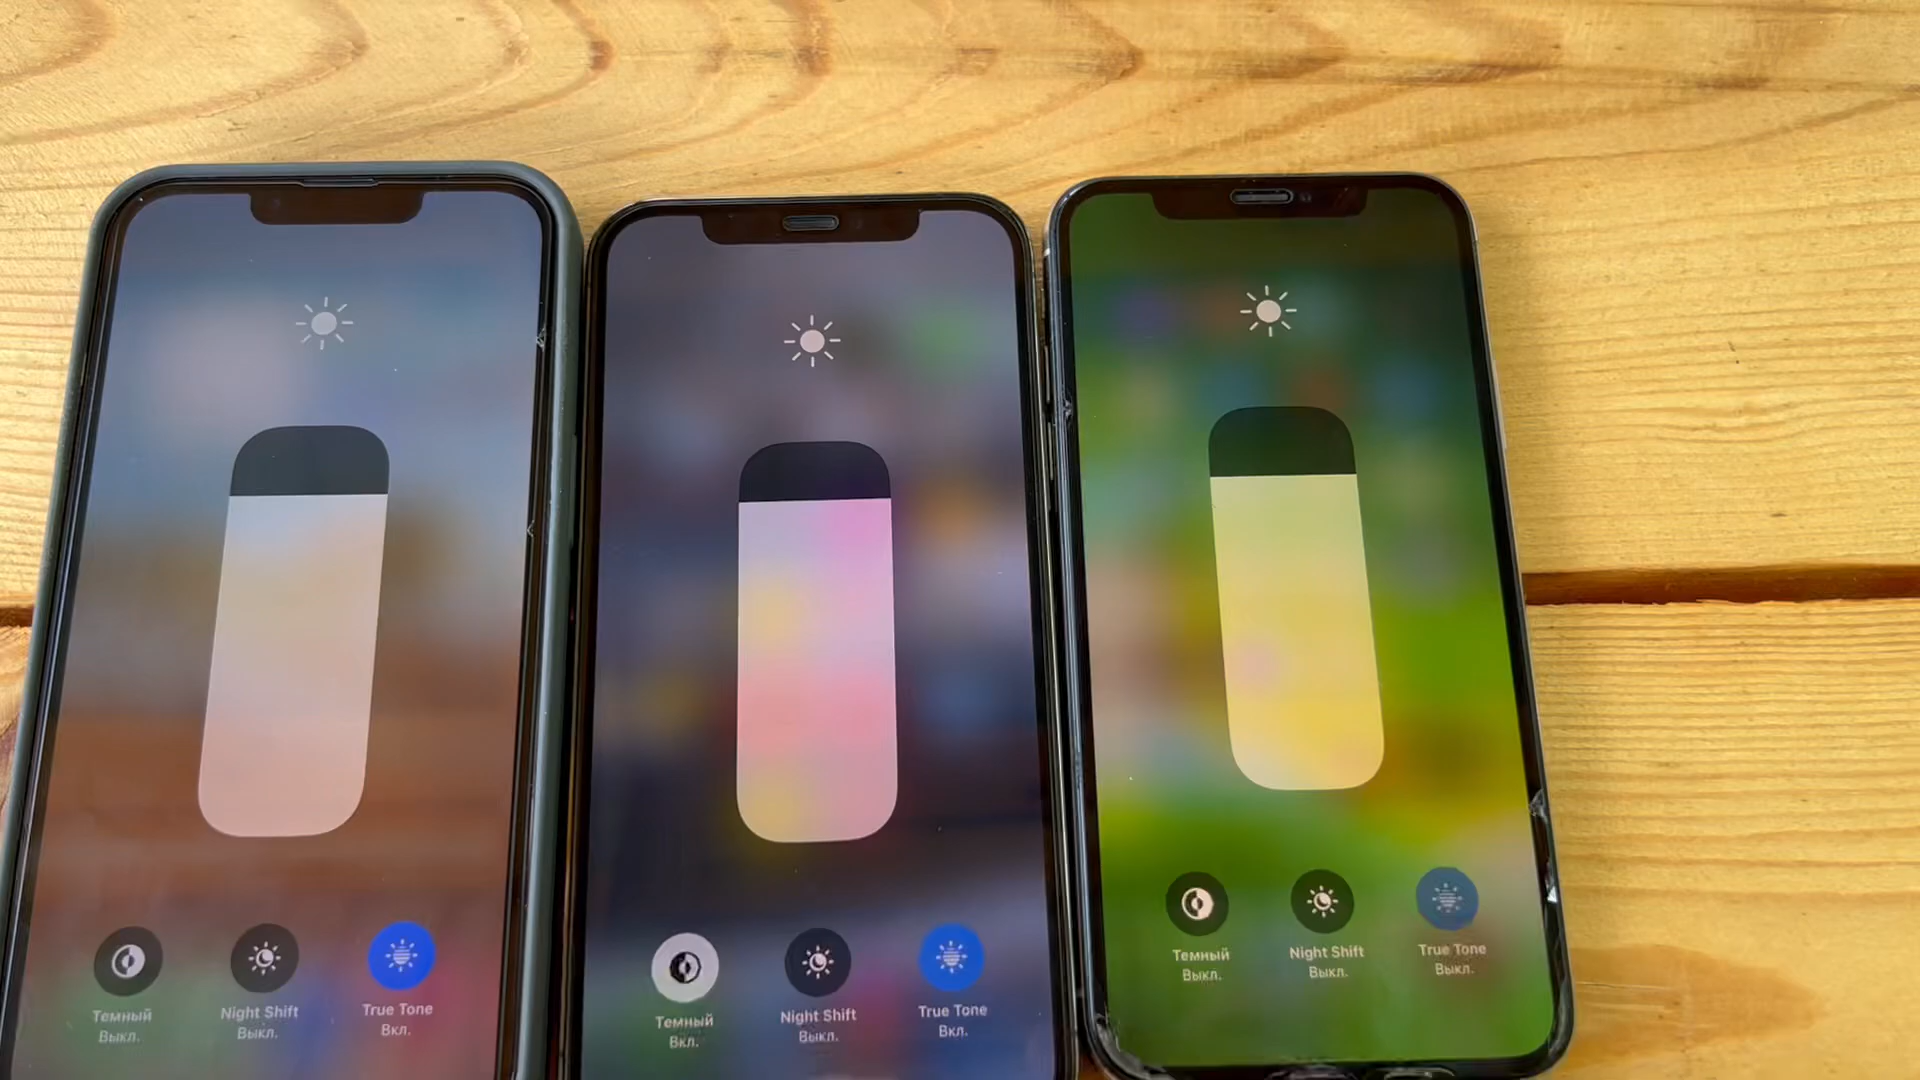 Темный
Выкл.
Night Shift
Выкл.
True Tone
Вкл.
Темный
Вкл.
Night Shift
Выкл.
True Tone
Вкл.
Темный
Выкл.
Night Shift
Выкл.
True Tone
Выкл.